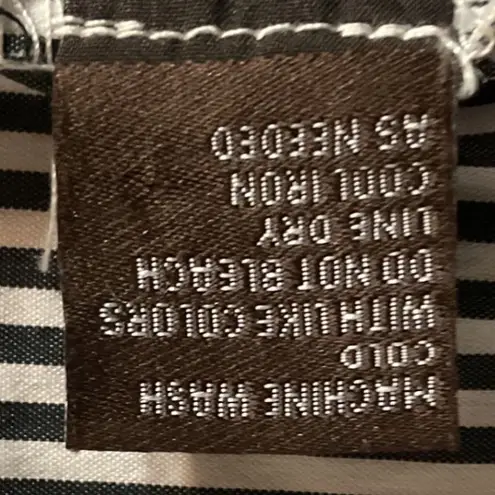 MACHINE WASH
COLD
WITH LIKE COLORS
DO NOT BLEACH
LINE DRY
COOL IRON
AS NEEDED